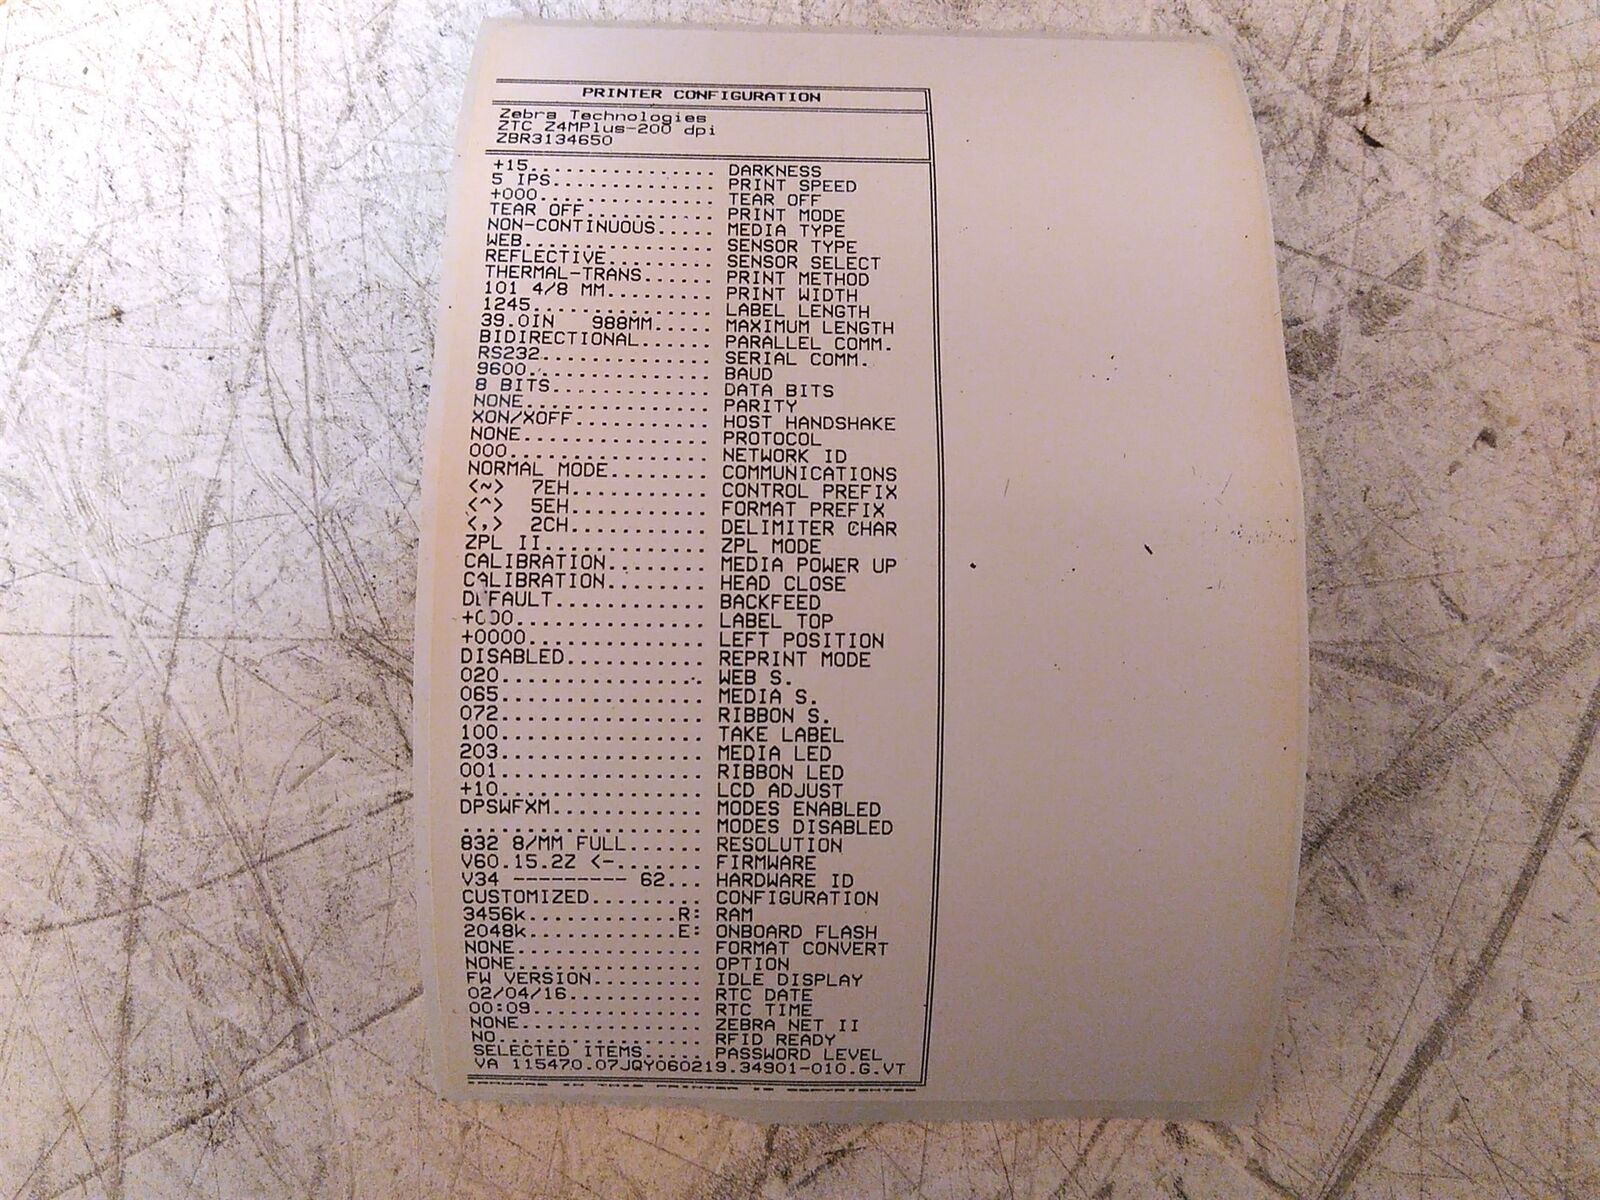 PRINTER CONFIGURATION
Zebra Technologies
ZTC Z4MPlus-200 dpi
ZBR3134650
+15............... DARKNESS
5 IPS............. PRINT SPEED
+000.............. TEAR OFF
TEAR OFF.......... PRINT MODE
NON-CONTINUOUS..... MEDIA TYPE
WEB............... SENSOR TYPE
REFLECTIVE......... SENSOR SELECT
THERMAL-TRANS...... PRINT METHOD
101 4/8 MM......... PRINT WIDTH
1245.............. LABEL LENGTH
39.0IN 988MM..... MAXIMUM LENGTH
BIDIRECTIONAL...... PARALLEL COMM.
RS232.............. SERIAL COMM.
9600............... BAUD
8 BITS............. DATA BITS
NONE............... PARITY
XON/XOFF........... HOST HANDSHAKE
NONE............... PROTOCOL
000................ NETWORK ID
NORMAL MODE........ COMMUNICATIONS
<~> 7EH........... CONTROL PREFIX
<^> 5EH........... FORMAT PREFIX
<,> 2CH........... DELIMITER CHAR
ZPL II............. ZPL MODE
CALIBRATION........ MEDIA POWER UP
CALIBRATION........ HEAD CLOSE
DEFAULT............ BACKFEED
+000............... LABEL TOP
+0000.............. LEFT POSITION
DISABLED........... REPRINT MODE
020................ WEB S.
065................ MEDIA S.
072................ RIBBON S.
100................ TAKE LABEL
203................ MEDIA LED
001................ RIBBON LED
+10................ LCD ADJUST
DPSWFXM............ MODES ENABLED
................... MODES DISABLED
832 8/MM FULL...... RESOLUTION
V60.15.2Z <-....... FIRMWARE
V34 --------- 62... HARDWARE ID
CUSTOMIZED......... CONFIGURATION
3456k............R: RAM
2048k............E: ONBOARD FLASH
NONE............... FORMAT CONVERT
NONE............... OPTION
FW VERSION......... IDLE DISPLAY
02/04/16........... RTC DATE
00:09.............. RTC TIME
NONE............... ZEBRA NET II
NO................. RFID READY
SELECTED ITEMS..... PASSWORD LEVEL
VA 115470.07JQY060219.34901-010.G.VT